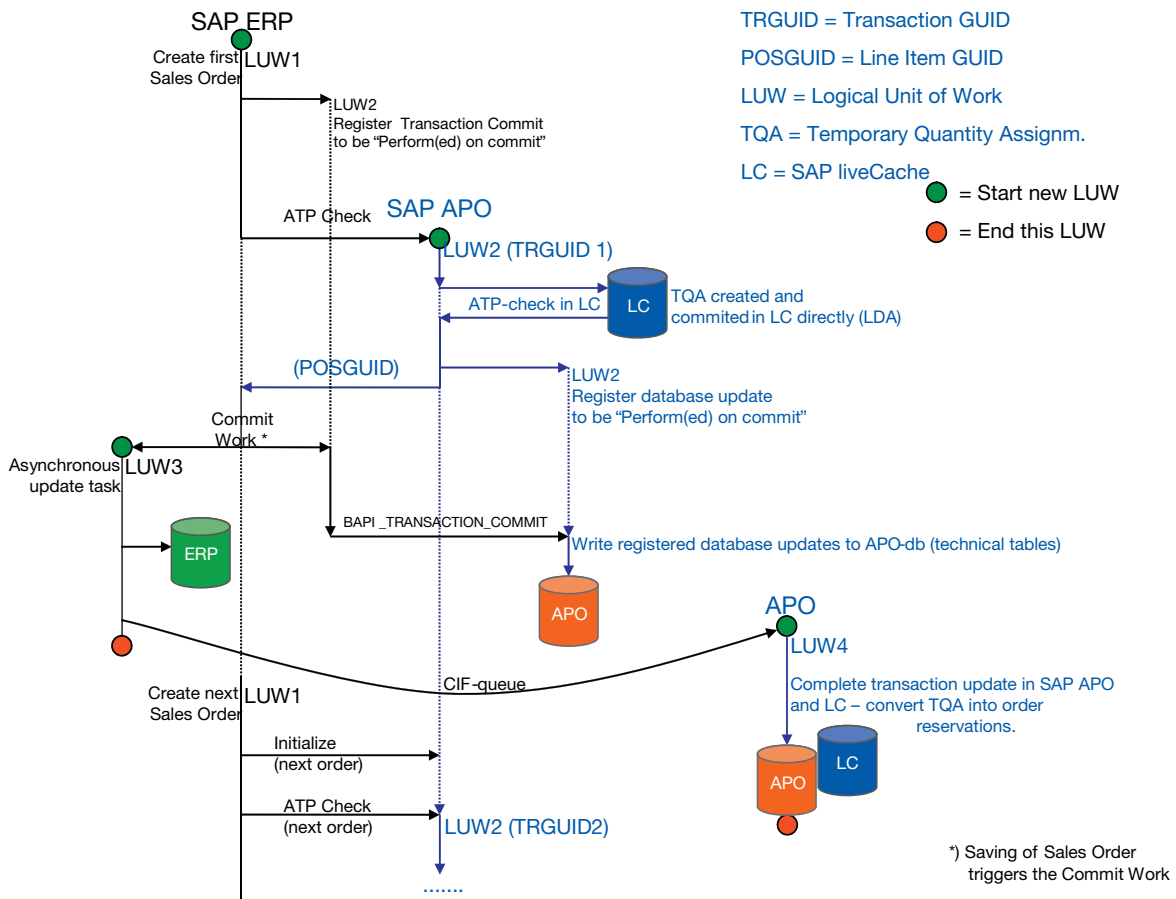 SAP ERP
TRGUID = Transaction GUID
POSGUID = Line Item GUID
LUW = Logical Unit of Work
TQA = Temporary Quantity Assignm.
LC = SAP liveCache
= Start new LUW
= End this LUW
Create first
Sales Order
LUW1
LUW2
Register Transaction Commit
to be “Perform(ed) on commit”
ATP Check
SAP APO
LUW2 (TRGUID 1)
ATP-check in LC
LC
TQA created and
commited in LC directly (LDA)
(POSGUID)
LUW2
Register database update
to be “Perform(ed) on commit”
Commit
Work *
LUW3
Asynchronous
update task
ERP
BAPI _TRANSACTION_COMMIT
Write registered database updates to APO-db (technical tables)
APO
APO
LUW4
CIF-queue
Complete transaction update in SAP APO
and LC – convert TQA into order
reservations.
APO
LC
Create next
Sales Order
LUW1
Initialize
(next order)
ATP Check
(next order)
LUW2 (TRGUID2)
.......
*) Saving of Sales Order
triggers the Commit Work